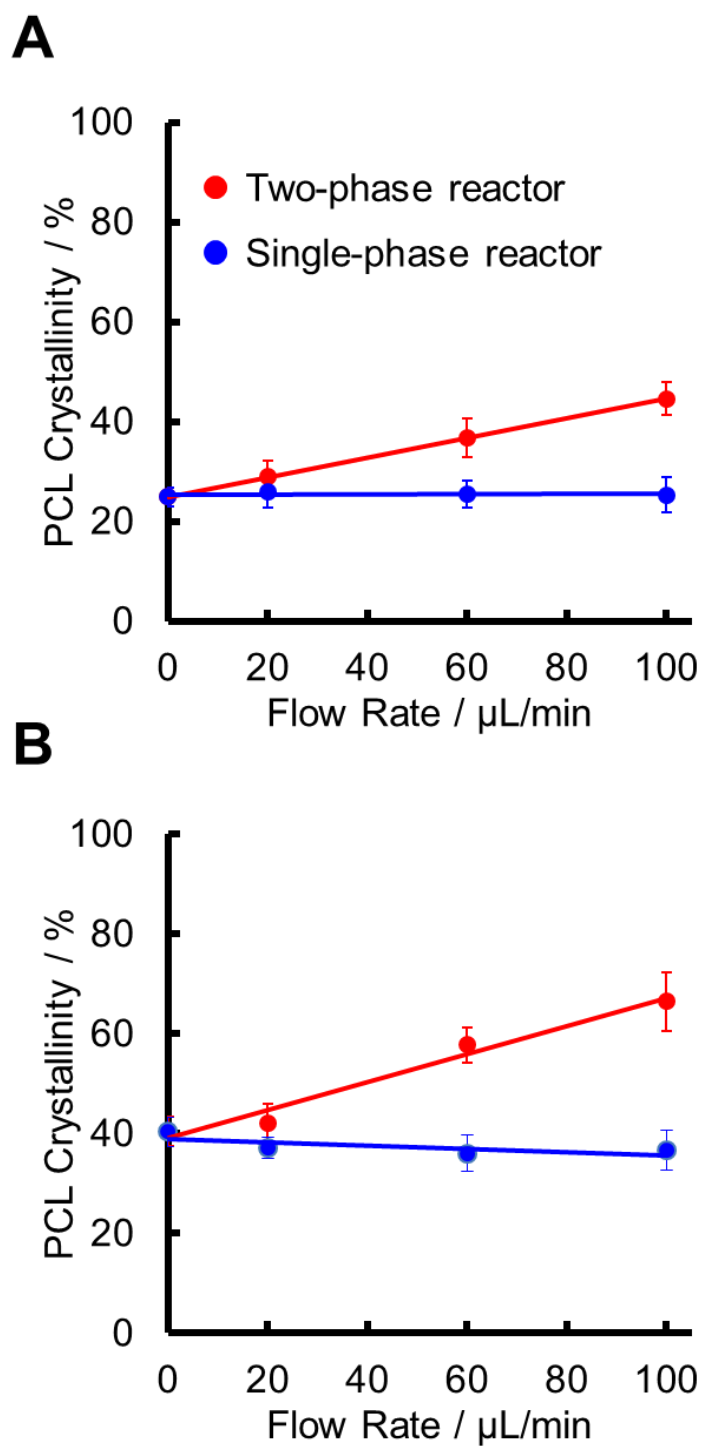 A
PCL Crystallinity / %
100
80
60
40
20
0
Two-phase reactor
Single-phase reactor
0 20 40 60 80 100
Flow Rate / µL/min
B
PCL Crystallinity / %
100
80
60
40
20
0
0 20 40 60 80 100
Flow Rate / µL/min